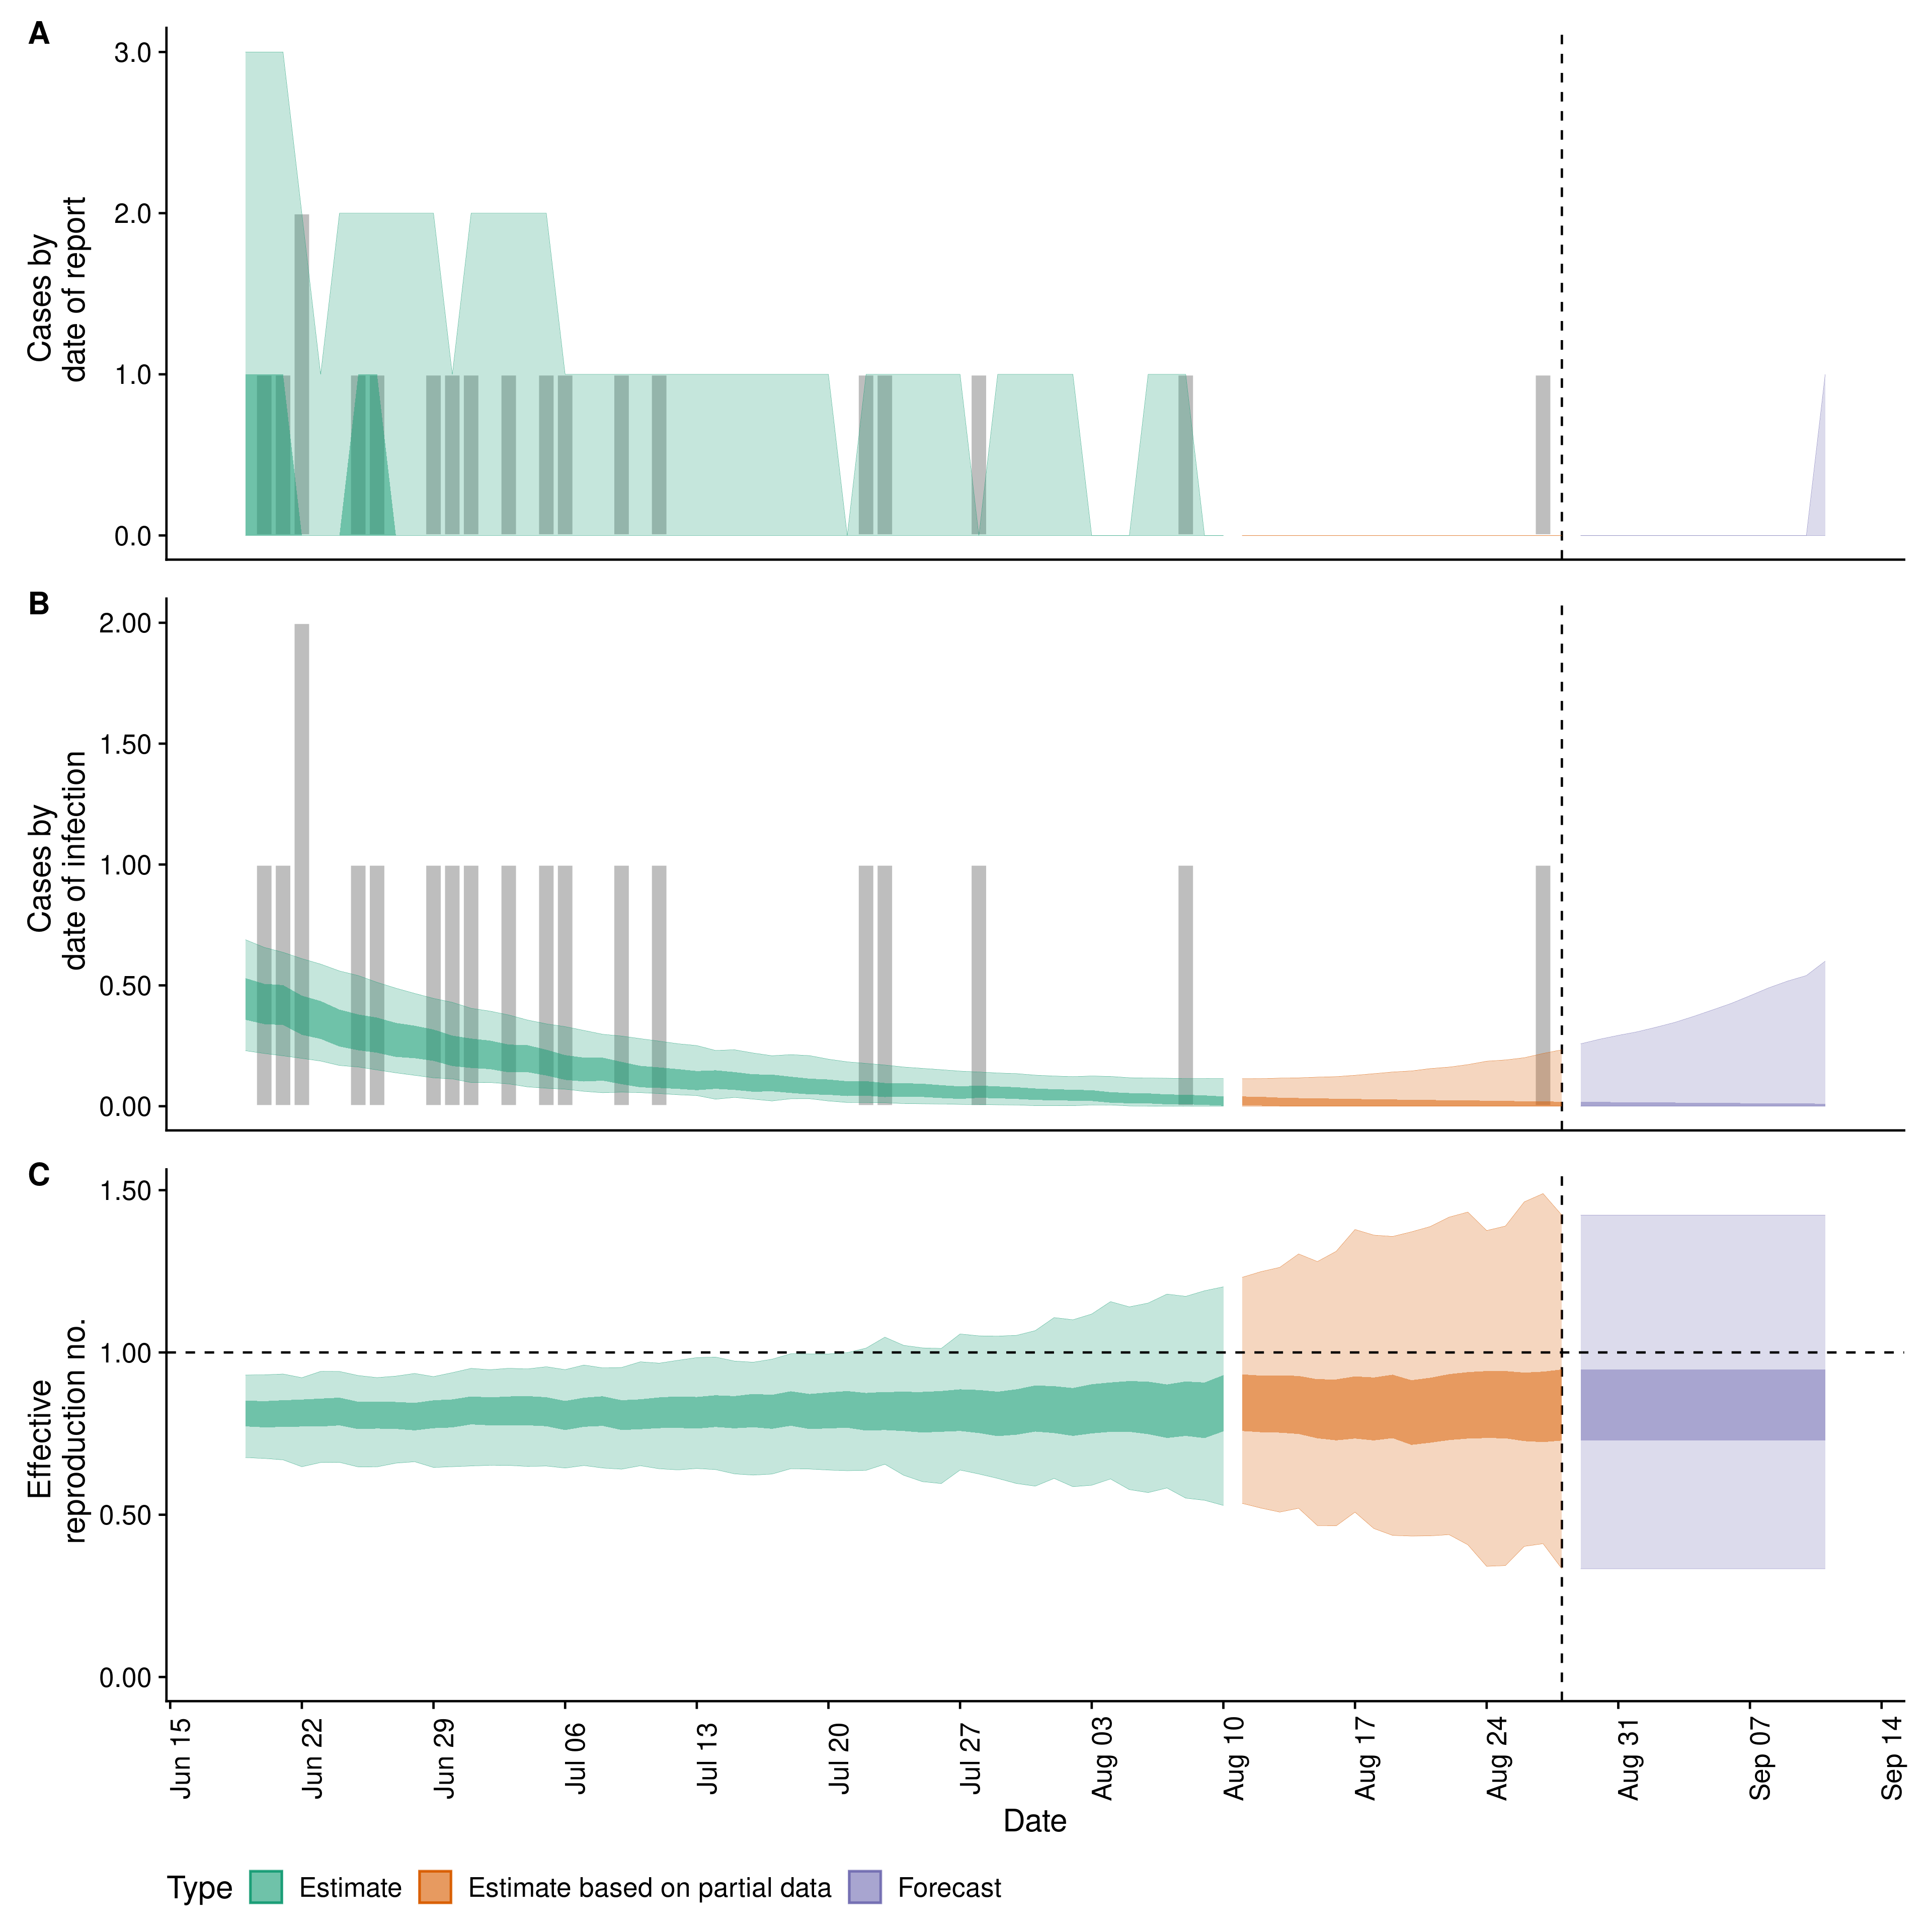 A
Cases by
date of report
3.0
2.0
1.0
0.0
B
Cases by
date of infection
2.00
1.50
1.00
0.50
0.00
C
Effective
reproduction no.
1.50
1.00
0.50
0.00
Jun 15
Jun 22
Jun 29
Jul 06
Jul 13
Jul 20
Jul 27
Aug 03
Aug 10
Aug 17
Aug 24
Aug 31
Sep 07
Sep 14
Date
Type Estimate Estimate based on partial data Forecast